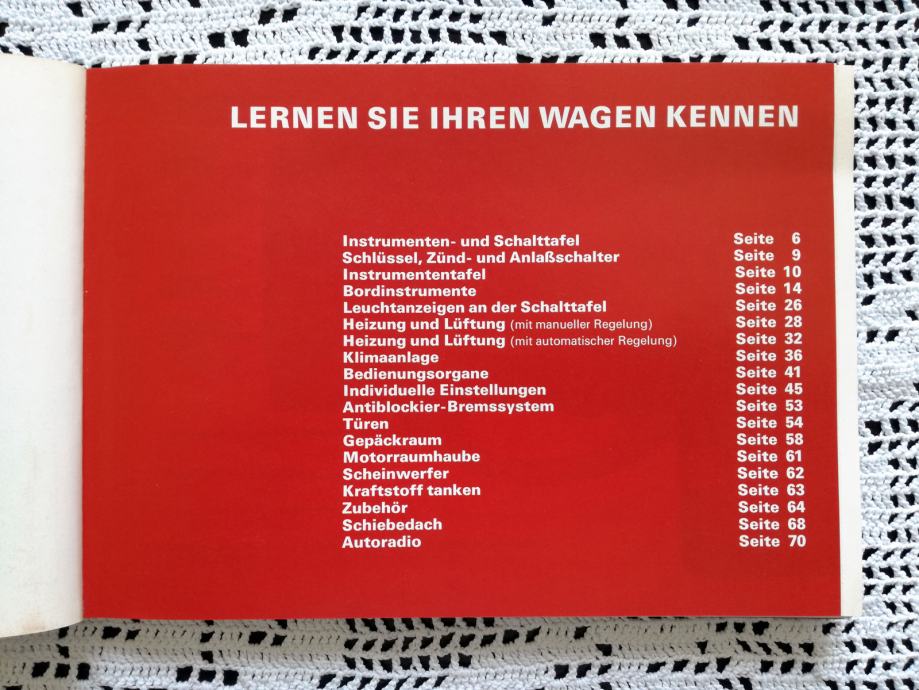 LERNEN SIE IHREN WAGEN KENNEN
Instrumenten- und Schalttafel Seite 6
Schlüssel, Zünd- und Anlaßschalter Seite 9
Instrumententafel Seite 10
Bordinstrumente Seite 14
Leuchtanzeigen an der Schalttafel Seite 26
Heizung und Lüftung (mit manueller Regelung) Seite 28
Heizung und Lüftung (mit automatischer Regelung) Seite 32
Klimaanlage Seite 36
Bedienungsorgane Seite 41
Individuelle Einstellungen Seite 45
Antiblockier-Bremssystem Seite 53
Türen Seite 54
Gepäckraum Seite 58
Motorraumhaube Seite 61
Scheinwerfer Seite 62
Kraftstoff tanken Seite 63
Zubehör Seite 64
Schiebedach Seite 68
Autoradio Seite 70